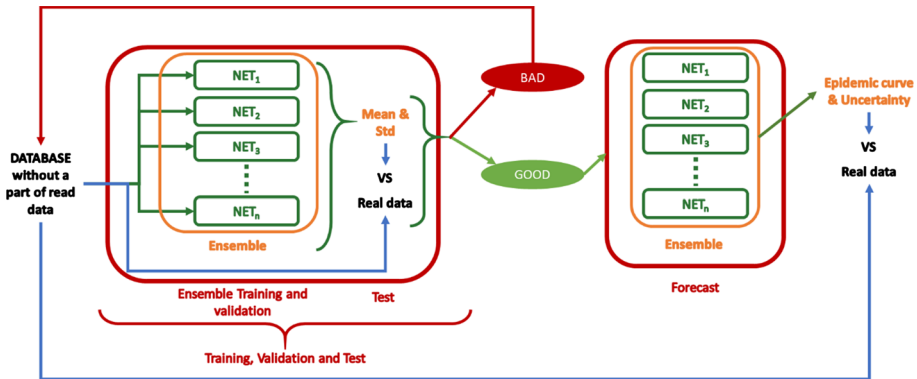 DATABASE
without a
part of read
data
NET1
NET2
NET3
NETn
Ensemble
Mean &
Std
VS
Real data
Ensemble Training and
validation
Test
Training, Validation and Test
BAD
GOOD
NET1
NET2
NET3
NETn
Ensemble
Forecast
Epidemic curve
& Uncertainty
VS
Real data